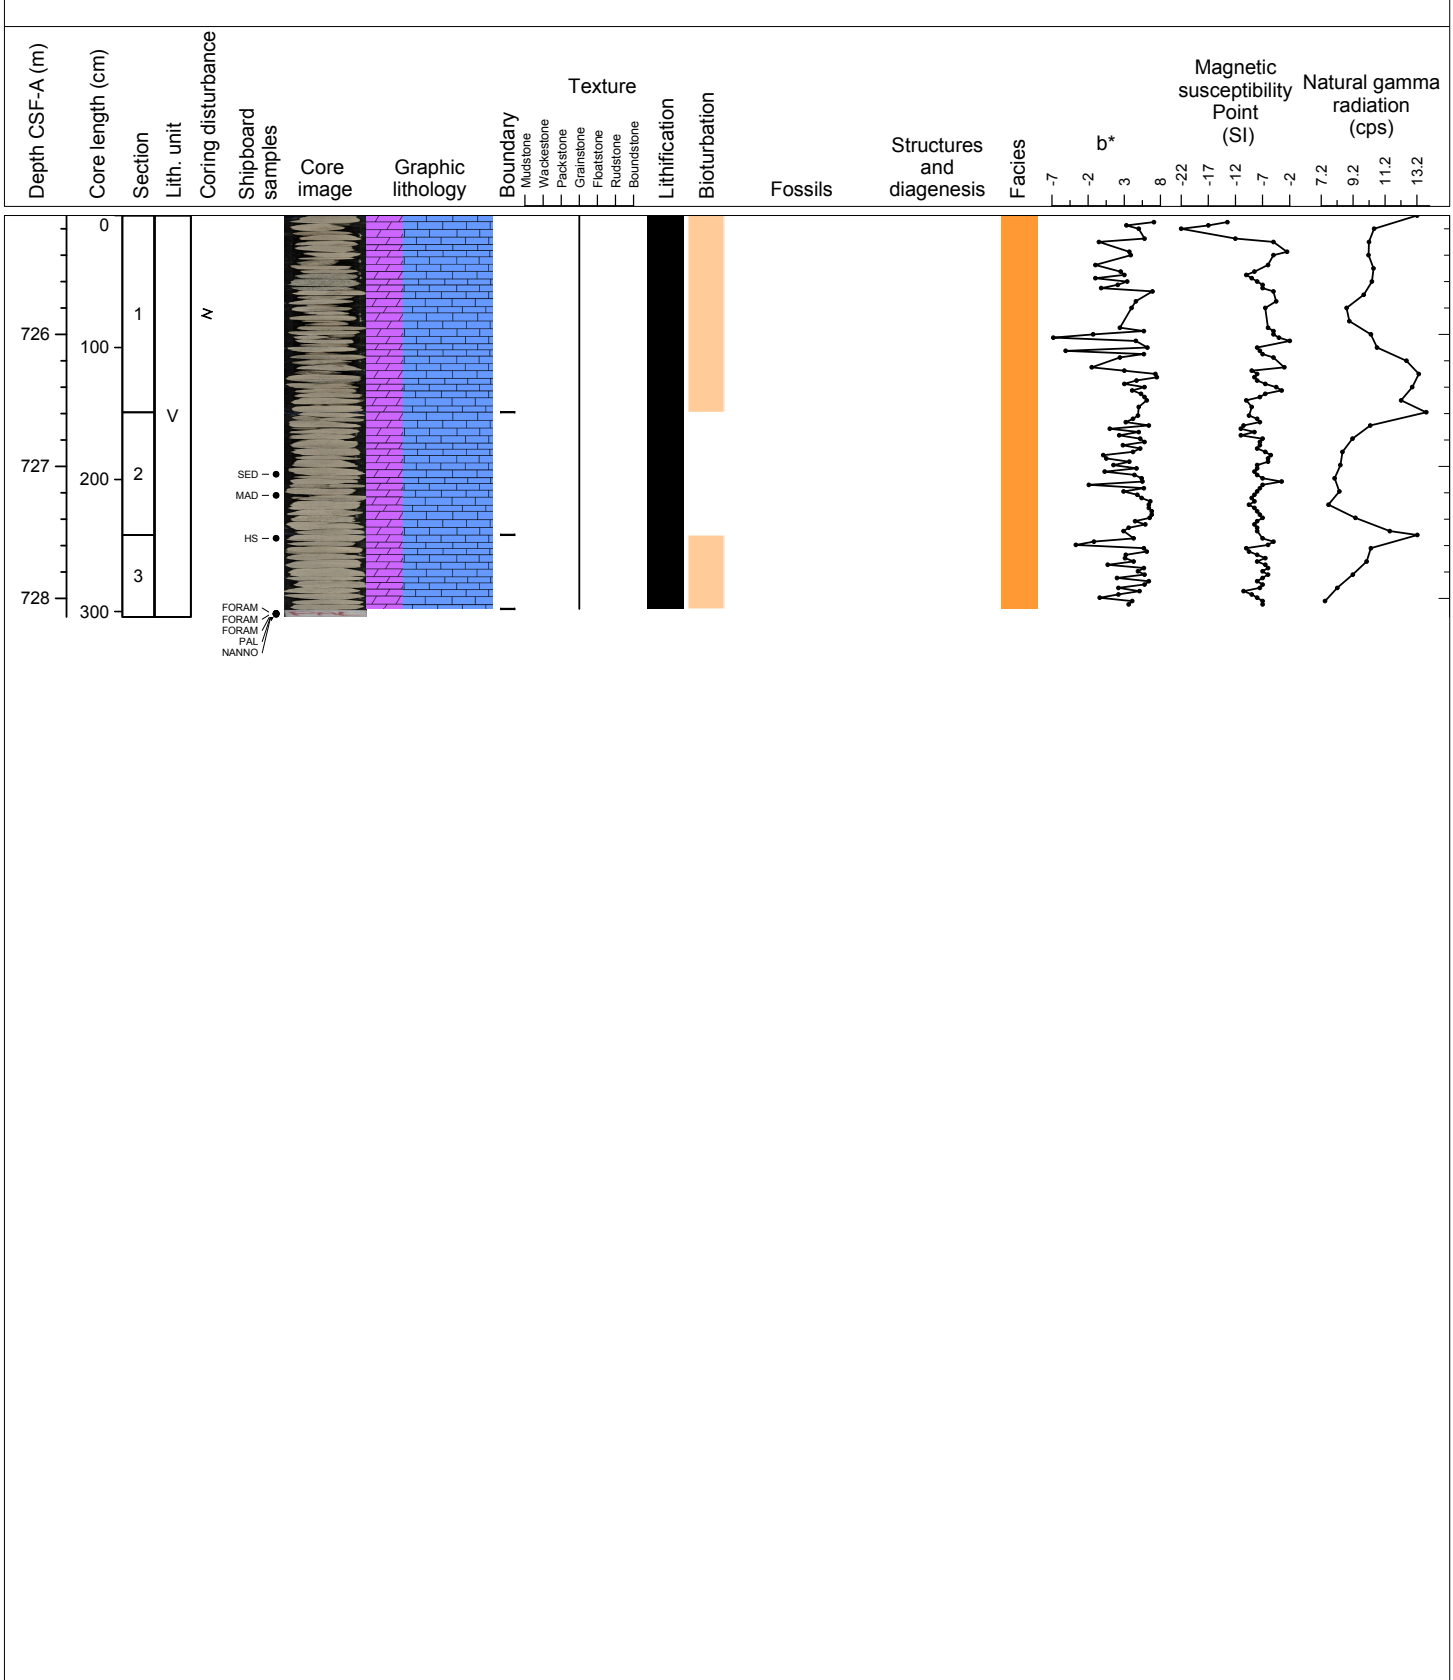 Depth CSF-A (m)
Core length (cm)
Section
Lith. unit
Coring disturbance
Shipboard
samples
Core
image
Graphic
lithology
Boundary
Texture
Mudstone
Wackestone
Packstone
Grainstone
Floatstone
Rudstone
Boundstone
Lithification
Bioturbation
Fossils
Structures
and
diagenesis
Facies
b*
-7
-2
3
8
Magnetic
susceptibility
Point
(SI)
-22
-17
-12
-7
-2
Natural gamma
radiation
(cps)
7.2
9.2
11.2
13.2
726
727
728
0
100
200
300
1
2
3
V
SED
MAD
HS
FORAM
FORAM
FORAM
PAL
NANNO